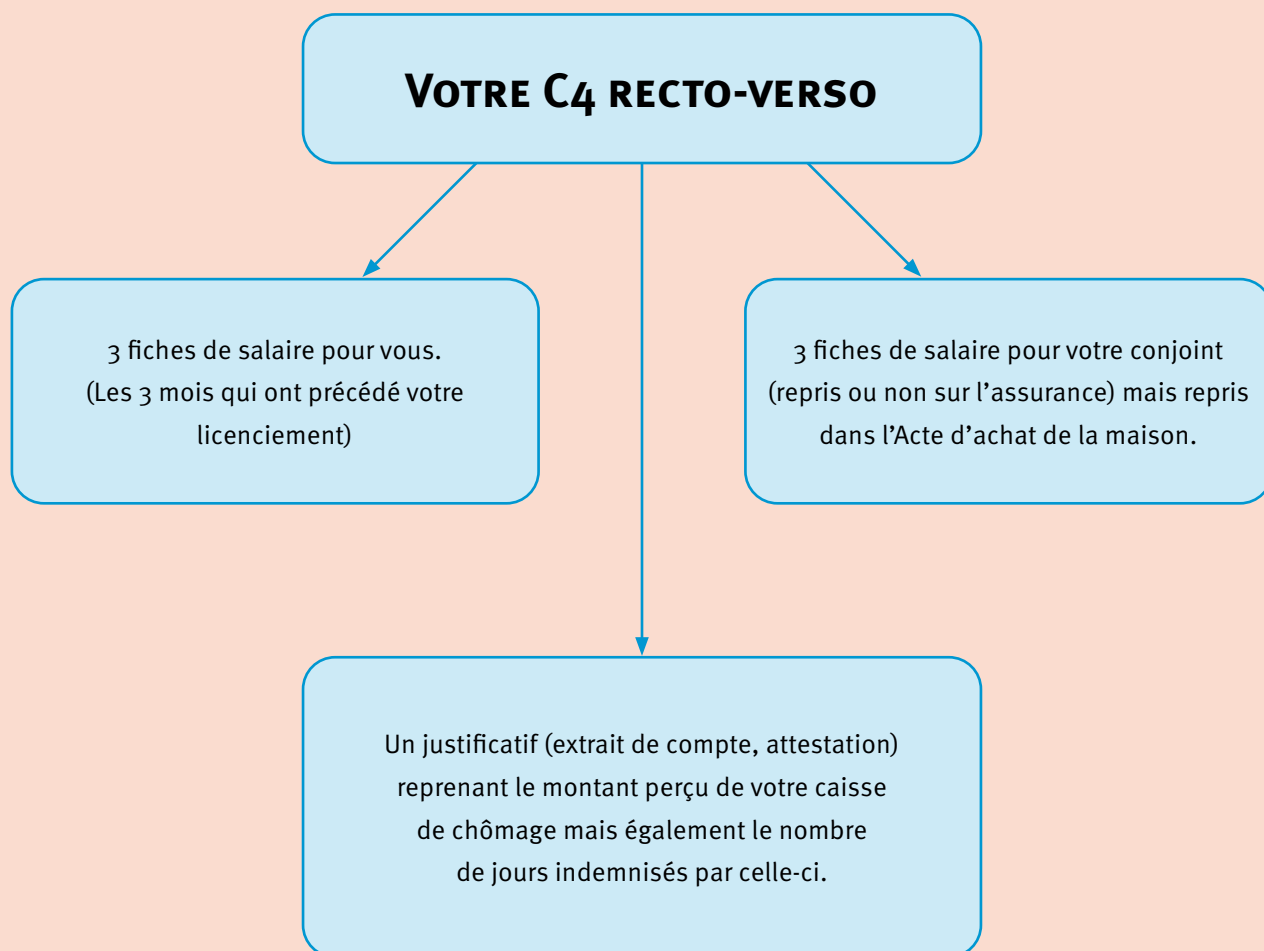 VOTRE C4 RECTO-VERSO
3 fiches de salaire pour vous.
(Les 3 mois qui ont précédé votre
licenciement)
3 fiches de salaire pour votre conjoint
(repris ou non sur l’assurance) mais repris
dans l’Acte d’achat de la maison.
Un justificatif (extrait de compte, attestation)
reprenant le montant perçu de votre caisse
de chômage mais également le nombre
de jours indemnisés par celle-ci.